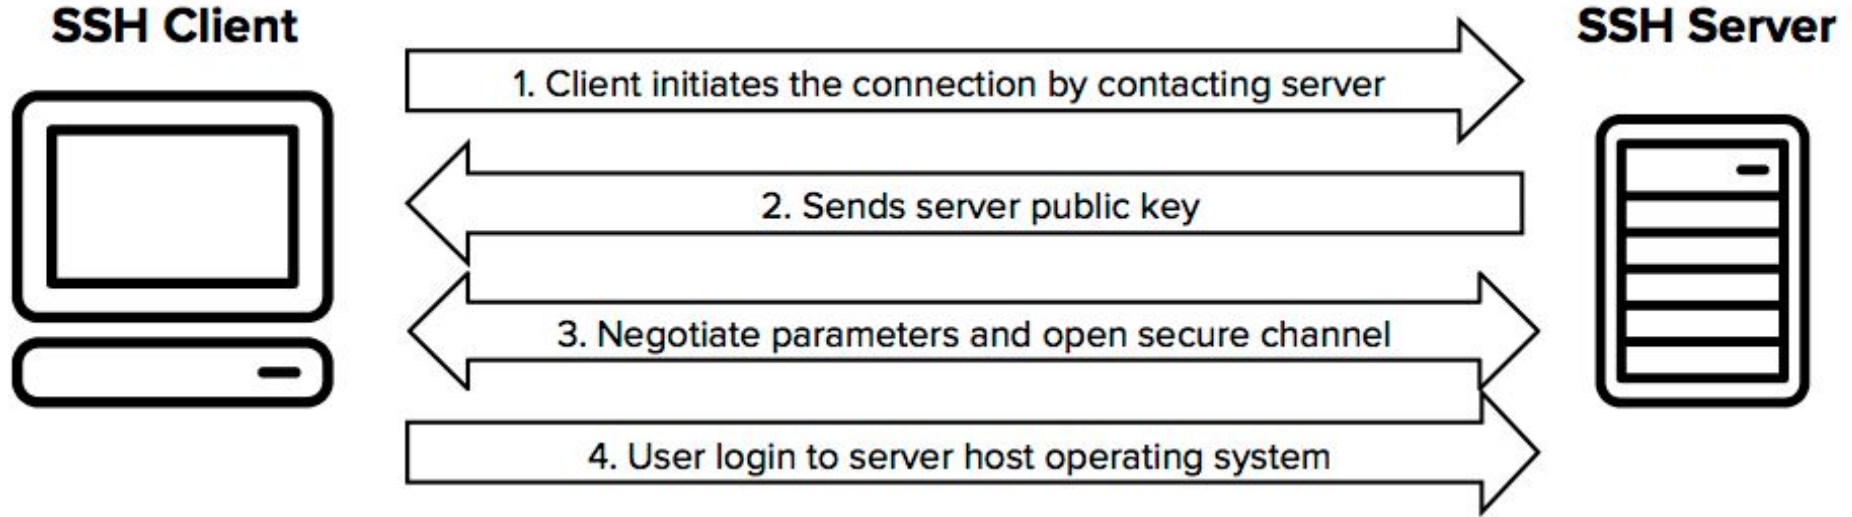 SSH Client
SSH Server
1. Client initiates the connection by contacting server
2. Sends server public key
3. Negotiate parameters and open secure channel
4. User login to server host operating system